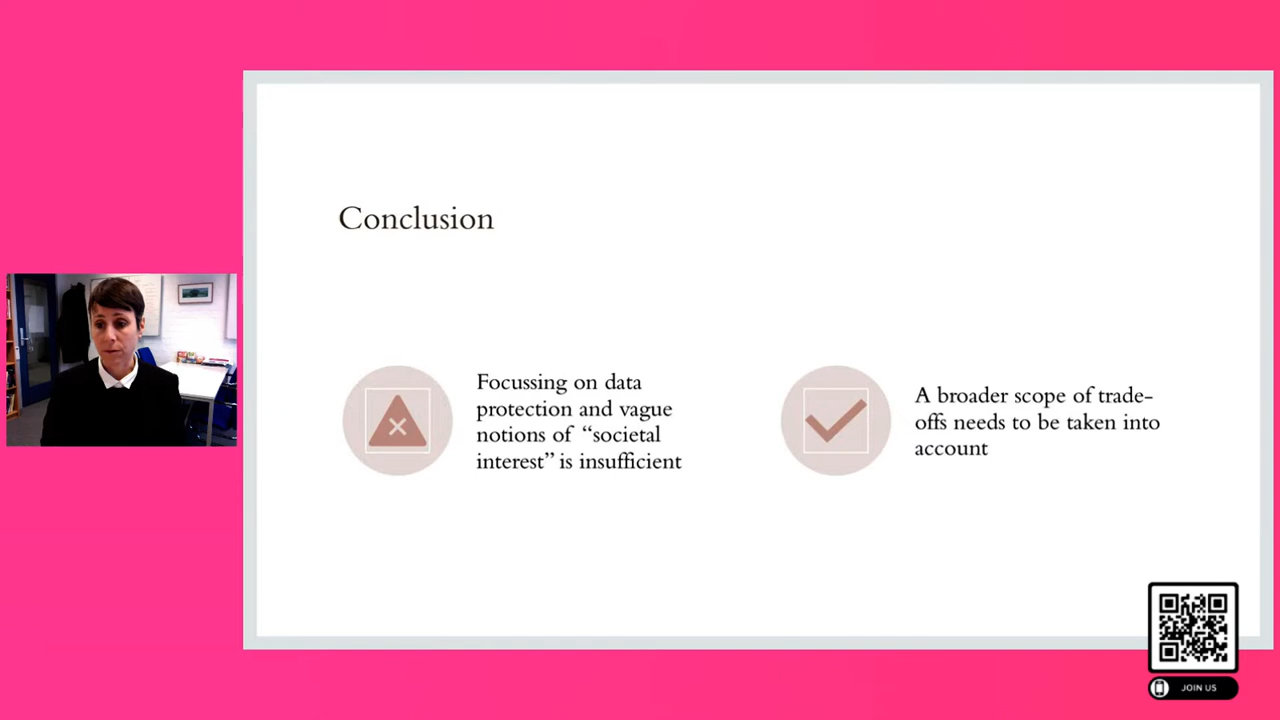 Conclusion
Focussing on data
protection and vague
notions of “societal
interest” is insufficient
A broader scope of trade-
offs needs to be taken into
account
JOIN US